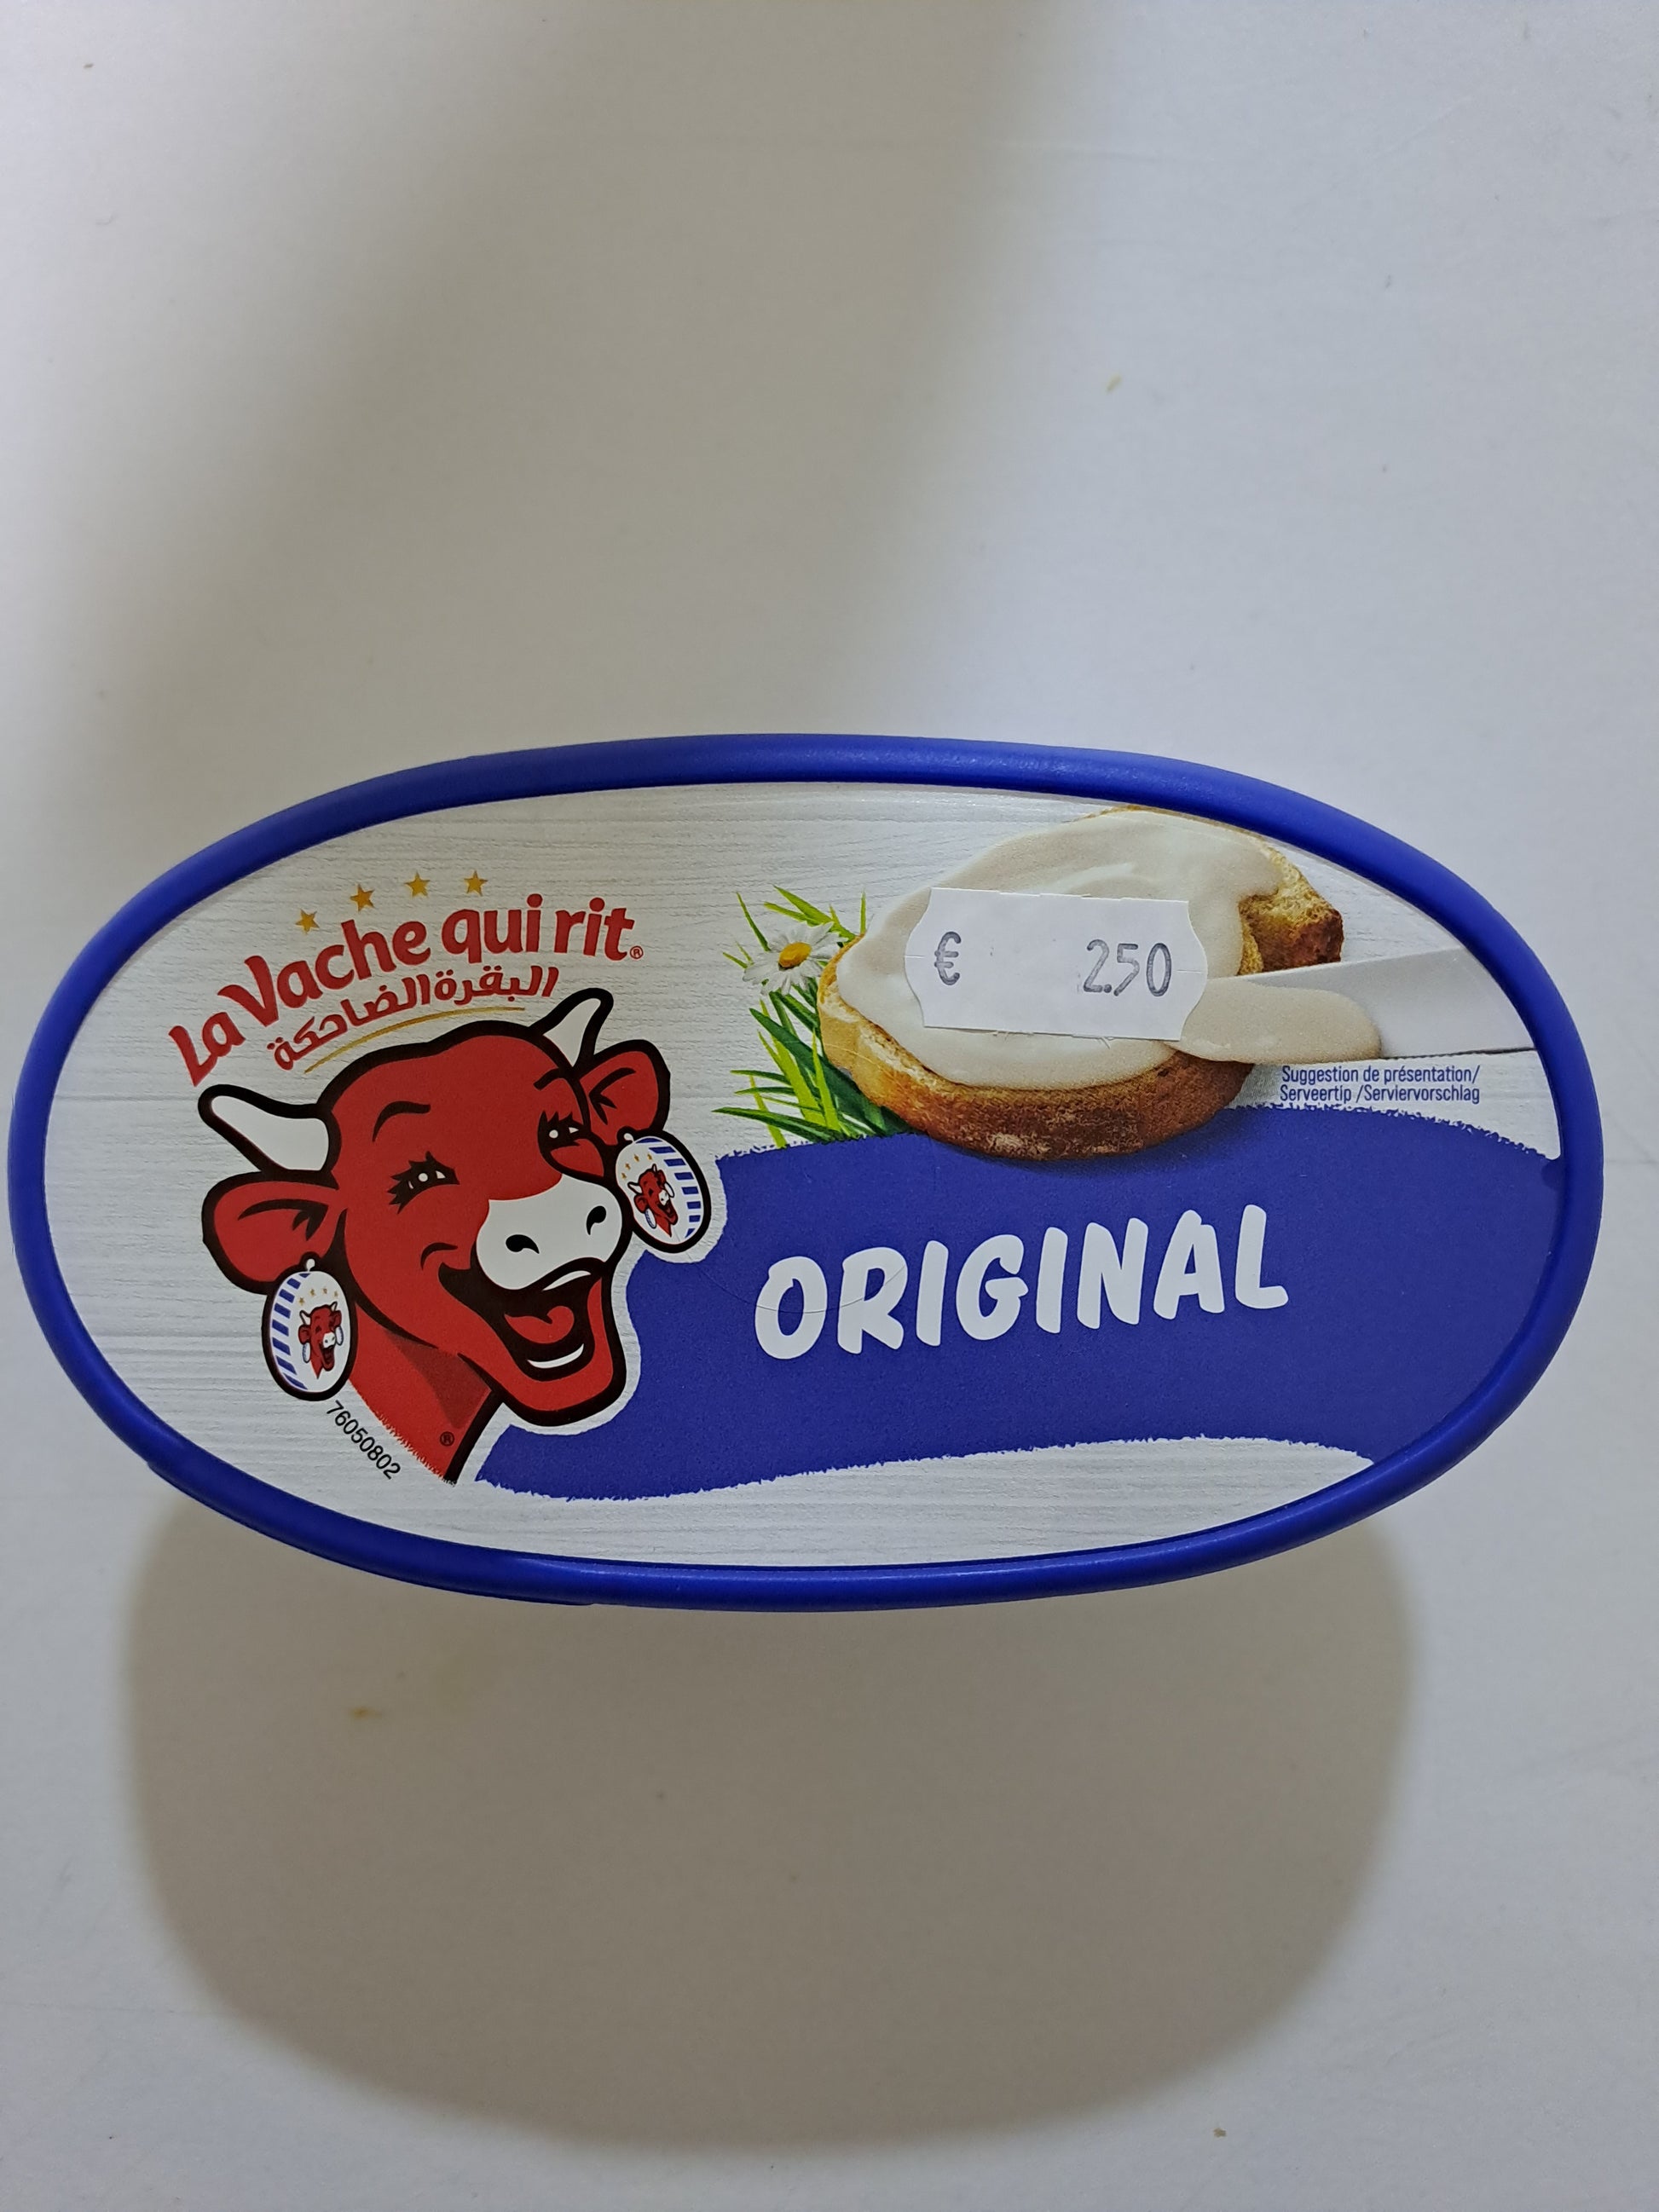 La Vache qui rit®
البقرة الضاحكة
€ 2.50
Suggestion de présentation/
Serveertip /Serviervorschlag
ORIGINAL
®
76050802